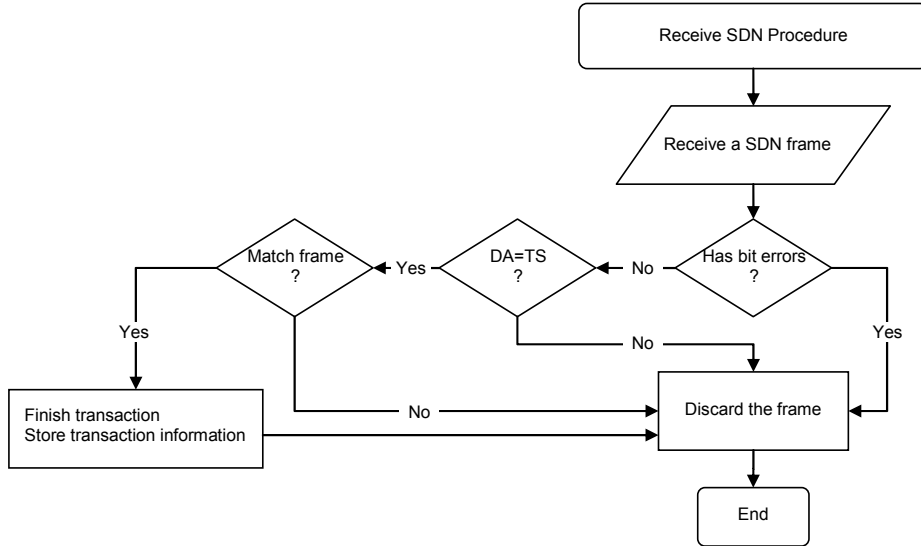 Receive SDN Procedure
Receive a SDN frame
Has bit errors
?
No
DA=TS
?
Yes
Match frame
?
Yes
Yes
No
No
Finish transaction
Store transaction information
Discard the frame
End